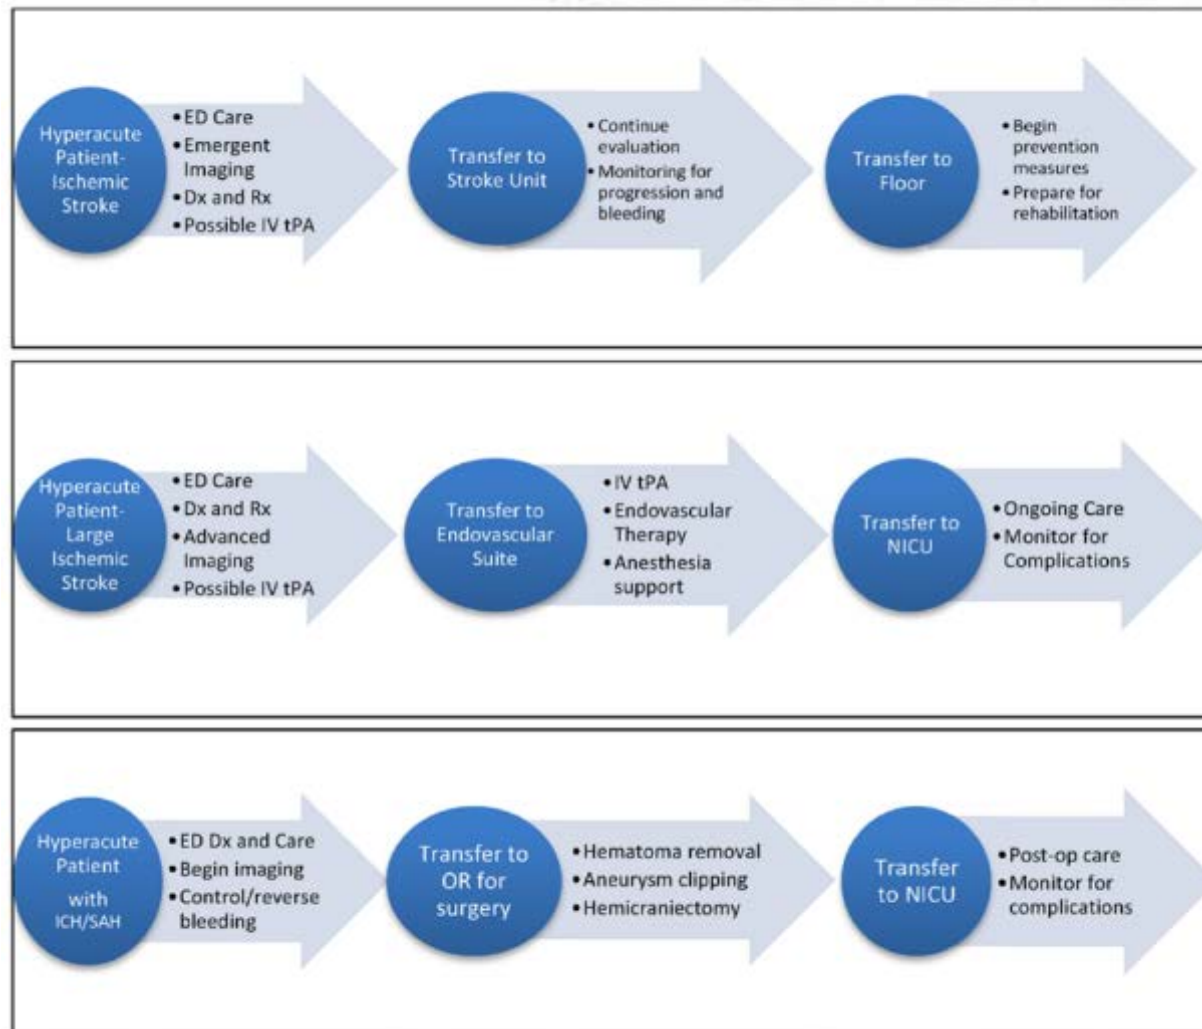 Hyperacute
Patient-
Ischemic
Stroke
• ED Care
• Emergent
Imaging
• Dx and Rx
• Possible IV tPA
Transfer to
Stroke Unit
• Continue
evaluation
• Monitoring for
progression and
bleeding
Transfer to
Floor
• Begin
prevention
measures
• Prepare for
rehabilitation
Hyperacute
Patient-
Large
Ischemic
Stroke
• ED Care
• Dx and Rx
• Advanced
Imaging
• Possible IV tPA
Transfer to
Endovascular
Suite
• IV tPA
• Endovascular
Therapy
• Anesthesia
support
Transfer to
NICU
• Ongoing Care
• Monitor for
Complications
Hyperacute
Patient
with
ICH/SAH
• ED Dx and Care
• Begin imaging
• Control/reverse
bleeding
Transfer to
OR for
surgery
• Hematoma removal
• Aneurysm clipping
• Hemicraniectomy
Transfer
to NICU
• Post-op care
• Monitor for
complications